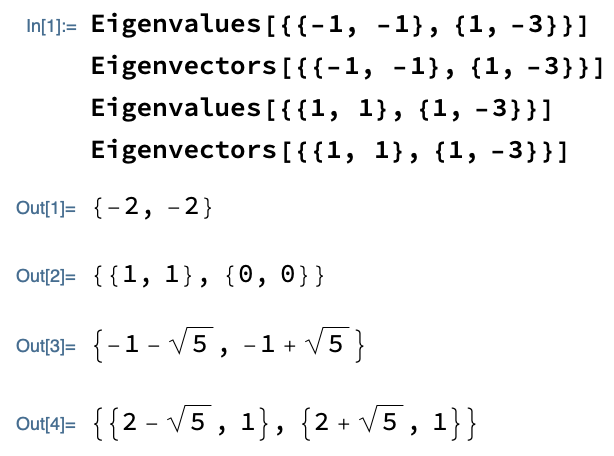 In[1]:= Eigenvalues[{{-1, -1}, {1, -3}}]
Eigenvectors[{{-1, -1}, {1, -3}}]
Eigenvalues[{{1, 1}, {1, -3}}]
Eigenvectors[{{1, 1}, {1, -3}}]
Out[1]= {-2, -2}
Out[2]= {{1, 1}, {0, 0}}
Out[3]= {-1 - √5, -1 + √5}
Out[4]= {{2 - √5, 1}, {2 + √5, 1}}